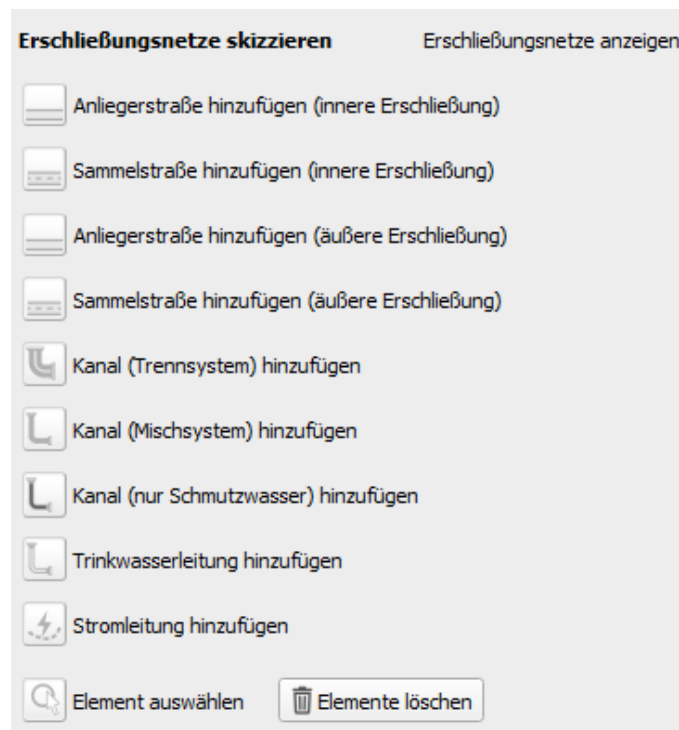 Erschließungsnetze skizzieren Erschließungsnetze anzeigen
Anliegerstraße hinzufügen (innere Erschließung)
Sammelstraße hinzufügen (innere Erschließung)
Anliegerstraße hinzufügen (äußere Erschließung)
Sammelstraße hinzufügen (äußere Erschließung)
Kanal (Trennsystem) hinzufügen
Kanal (Mischsystem) hinzufügen
Kanal (nur Schmutzwasser) hinzufügen
Trinkwasserleitung hinzufügen
Stromleitung hinzufügen
Element auswählen Elemente löschen